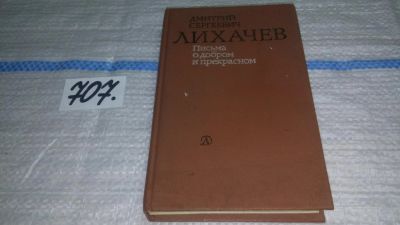 707.
ДМИТРИЙ
СЕРГЕЕВИЧ
ЛИХАЧЕВ
Письма
о добром
и прекрасном